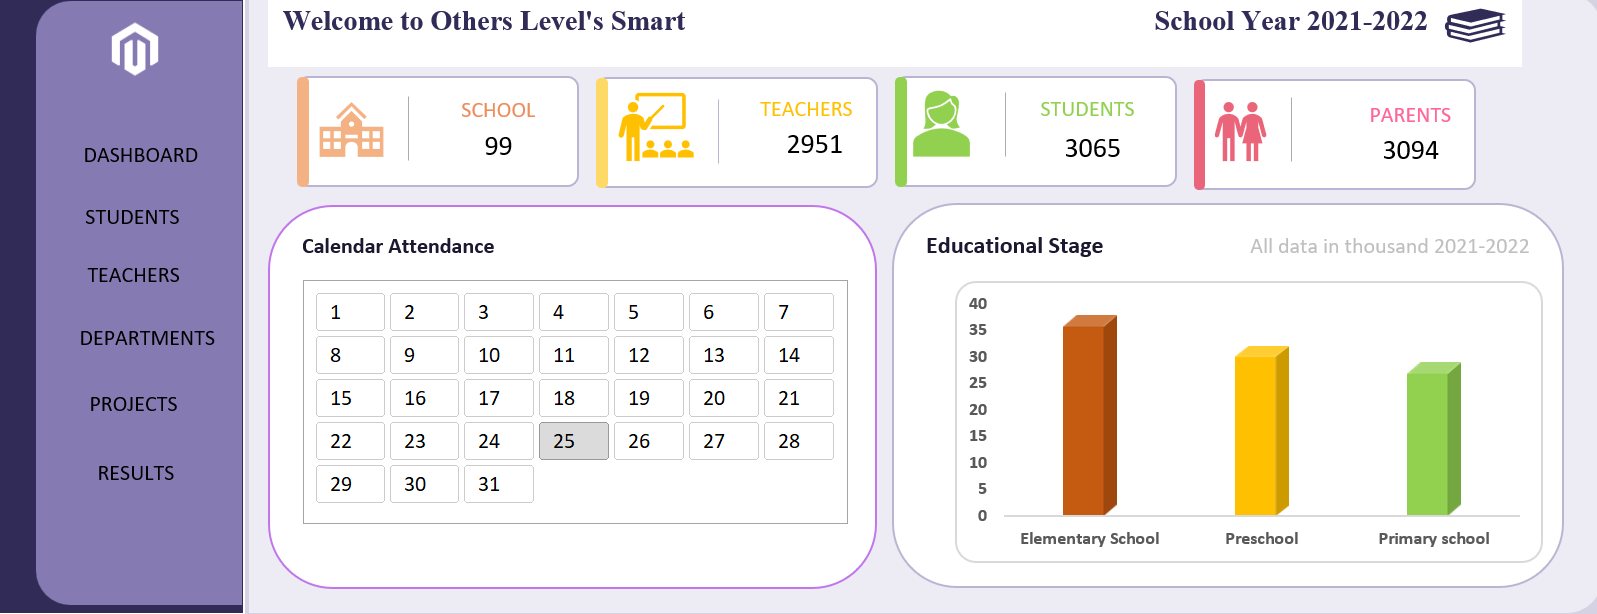 Welcome to Others Level's Smart
School Year 2021-2022
DASHBOARD
STUDENTS
TEACHERS
DEPARTMENTS
PROJECTS
RESULTS
SCHOOL
99
TEACHERS
2951
STUDENTS
3065
PARENTS
3094
Calendar Attendance
1 2 3 4 5 6 7
8 9 10 11 12 13 14
15 16 17 18 19 20 21
22 23 24 25 26 27 28
29 30 31
Educational Stage
All data in thousand 2021-2022
40
35
30
25
20
15
10
5
0
Elementary School Preschool Primary school